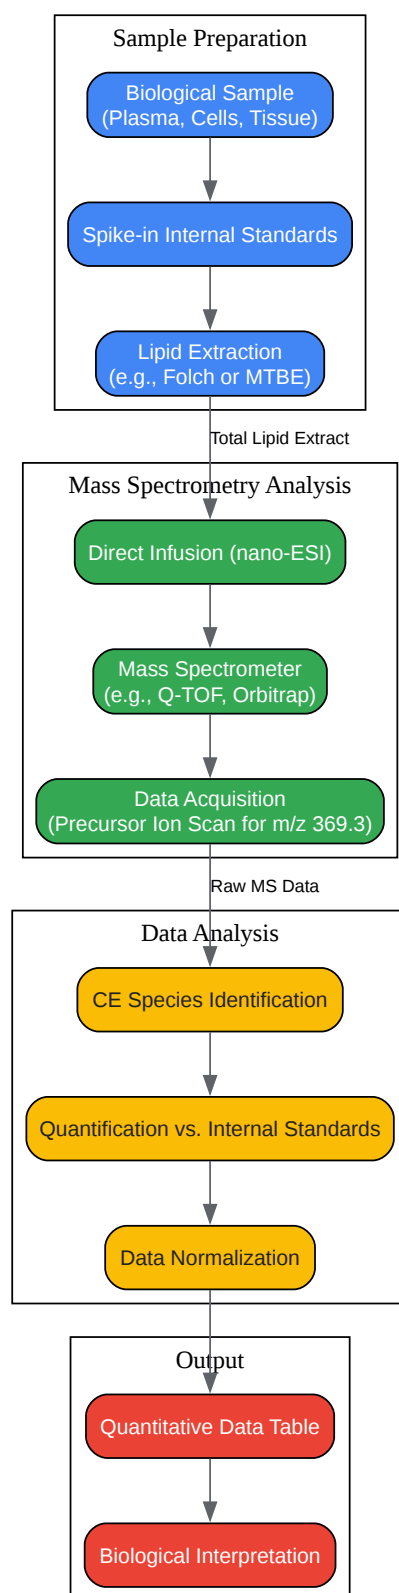 Sample Preparation
Biological Sample
(Plasma, Cells, Tissue)
Spike-in Internal Standards
Lipid Extraction
(e.g., Folch or MTBE)
Total Lipid Extract
Mass Spectrometry Analysis
Direct Infusion (nano-ESI)
Mass Spectrometer
(e.g., Q-TOF, Orbitrap)
Data Acquisition
(Precursor Ion Scan for m/z 369.3)
Raw MS Data
Data Analysis
CE Species Identification
Quantification vs. Internal Standards
Data Normalization
Output
Quantitative Data Table
Biological Interpretation